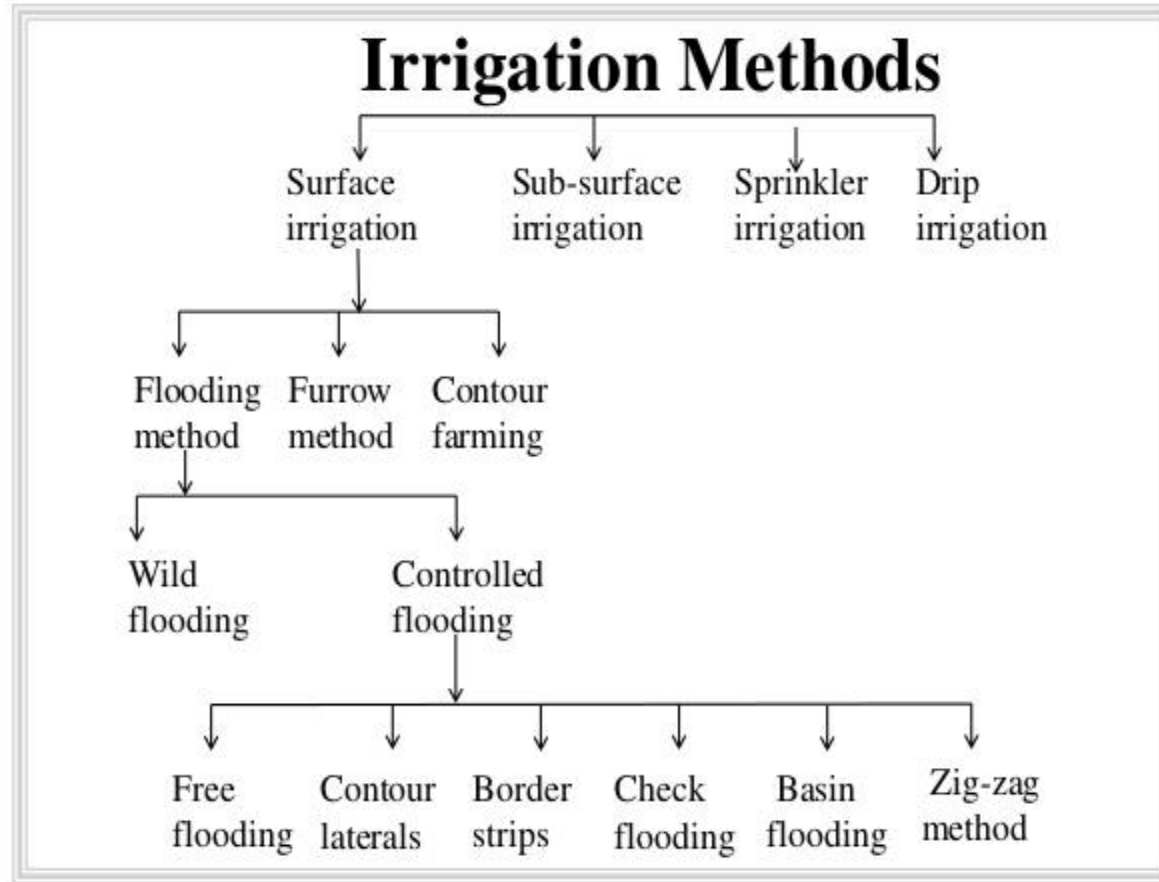 Irrigation Methods
Surface
irrigation
Sub-surface
irrigation
Sprinkler
irrigation
Drip
irrigation
Flooding
method
Furrow
method
Contour
farming
Wild
flooding
Controlled
flooding
Free
flooding
Contour
laterals
Border
strips
Check
flooding
Basin
flooding
Zig-zag
method